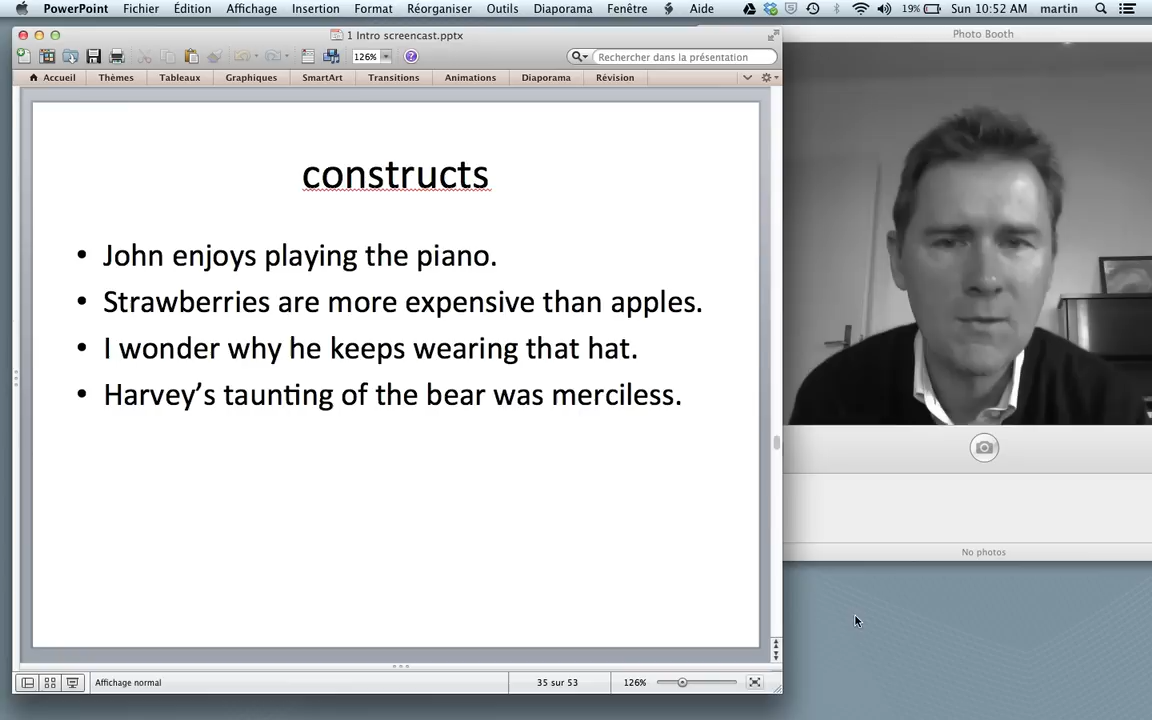 PowerPoint Fichier Édition Affichage Insertion Format Réorganiser Outils Diaporama Fenêtre Aide 19% Sun 10:52 AM martin
1 Intro screencast.pptx
Photo Booth
126% Rechercher dans la présentation
Accueil Thèmes Tableaux Graphiques SmartArt Transitions Animations Diaporama Révision
constructs
• John enjoys playing the piano.
• Strawberries are more expensive than apples.
• I wonder why he keeps wearing that hat.
• Harvey’s taunting of the bear was merciless.
No photos
Affichage normal 35 sur 53 126%